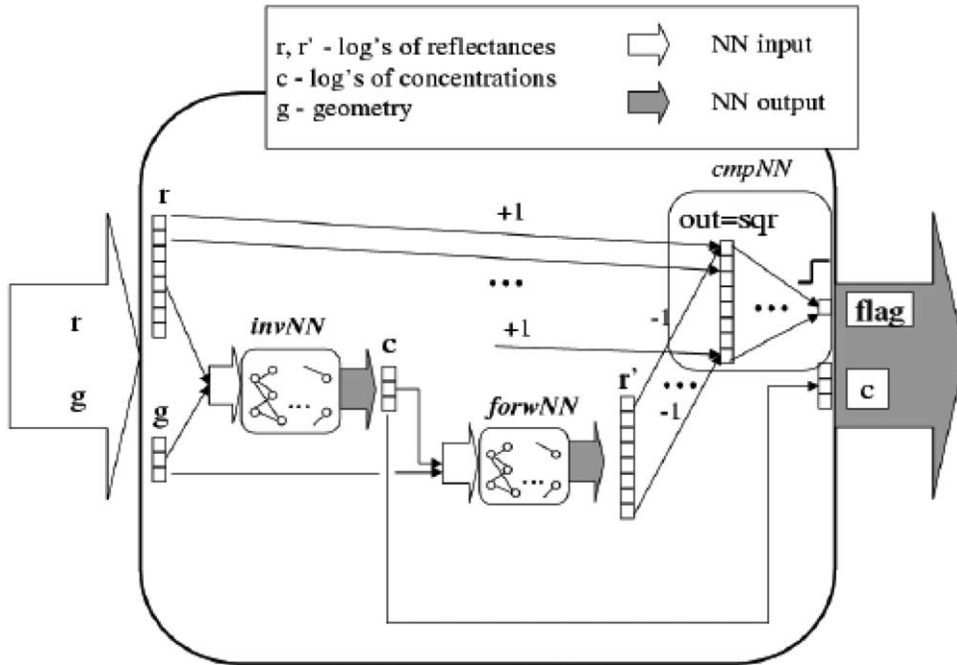 r, r' - log's of reflectances
c - log's of concentrations
g - geometry
NN input
NN output
cmpNN
r
+1
out=sqr
•••
•••
r
g
invNN
...
c
+1
-1
flag
c
g
forwNN
...
r'
•••
-1